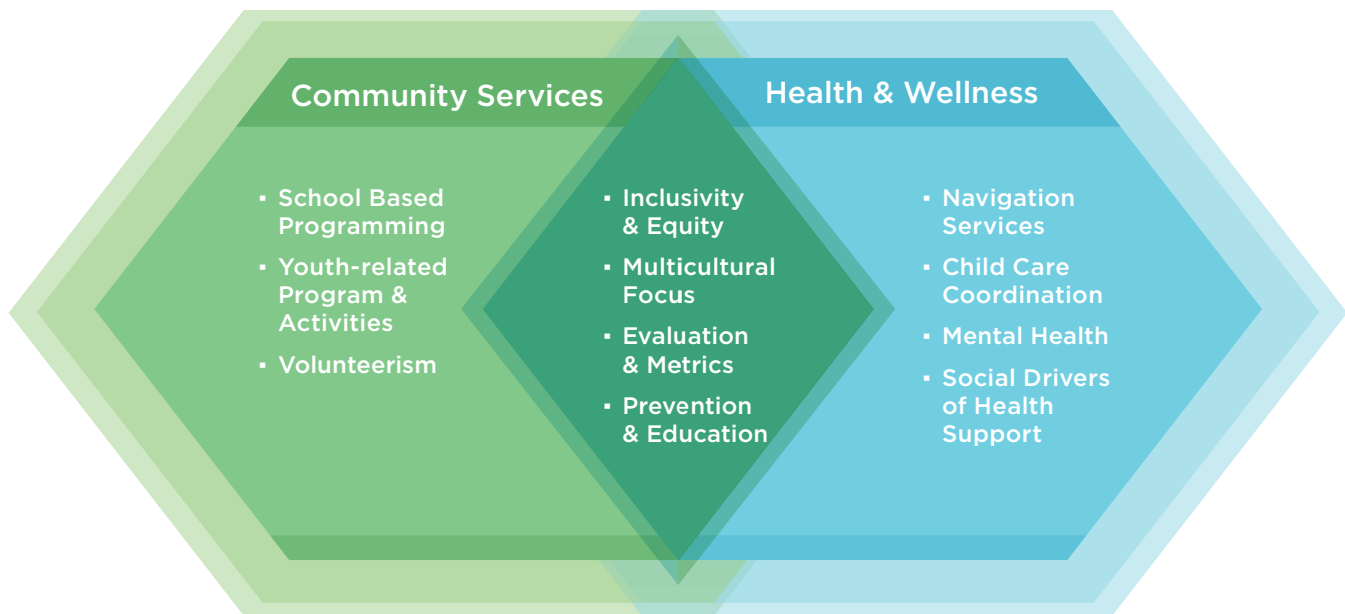 Community Services
▪ School Based
Programming
▪ Youth-related
Program &
Activities
▪ Volunteerism
▪ Inclusivity
& Equity
▪ Multicultural
Focus
▪ Evaluation
& Metrics
▪ Prevention
& Education
Health & Wellness
▪ Navigation
Services
▪ Child Care
Coordination
▪ Mental Health
▪ Social Drivers
of Health
Support